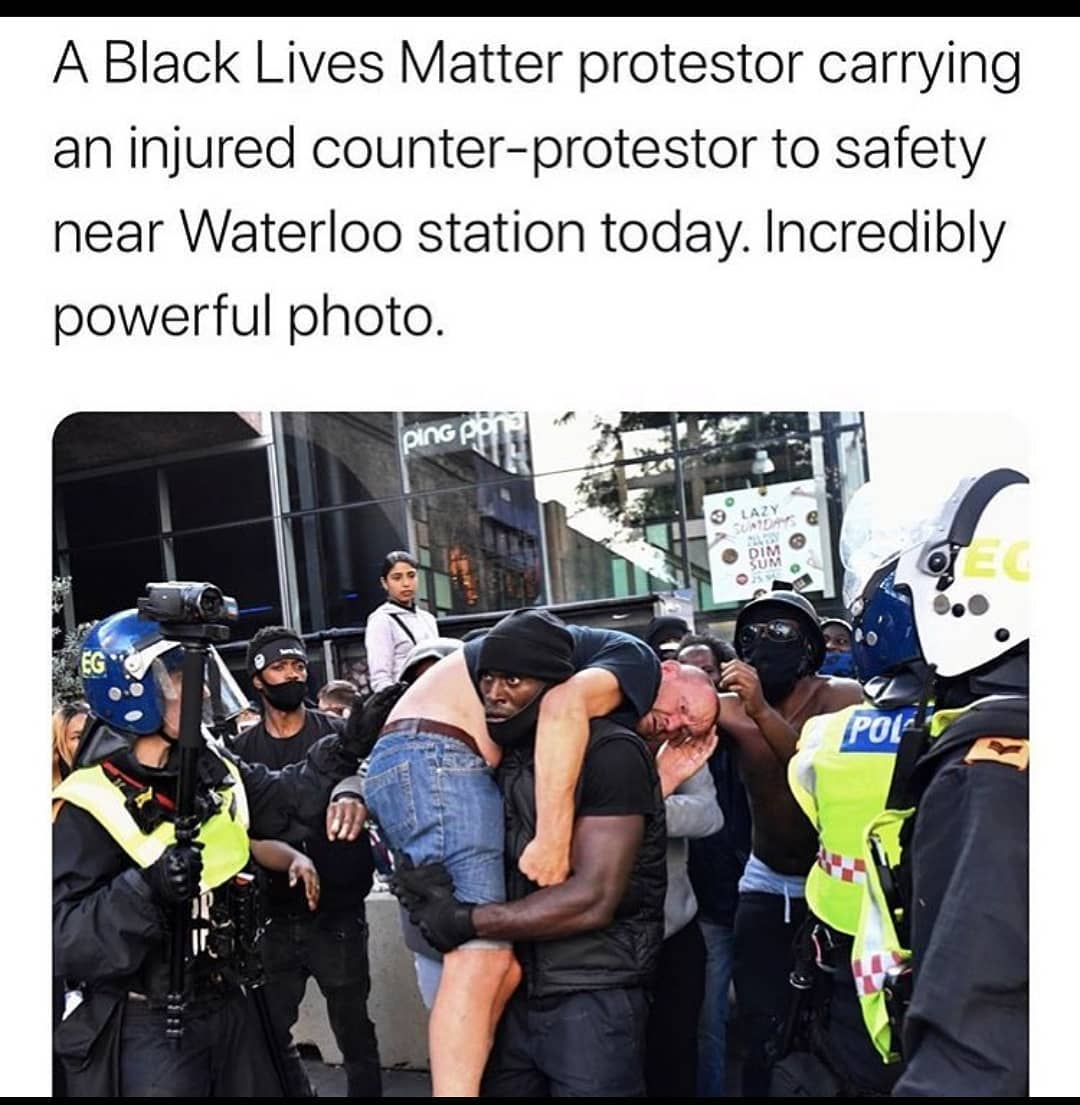 A Black Lives Matter protestor carrying
an injured counter-protestor to safety
near Waterloo station today. Incredibly
powerful photo.
ping pong
LAZY
SUNDAYS
DIM
SUM
EG
EG
POL